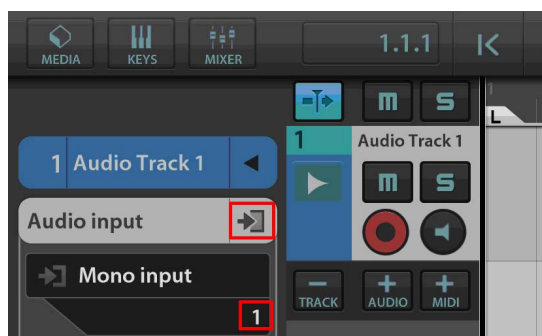 MEDIA
KEYS
MIXER
1.1.1
m S
1
L
1 Audio Track 1
1 Audio Track 1
m S
Audio input
Mono input
1
TRACK
AUDIO
MIDI